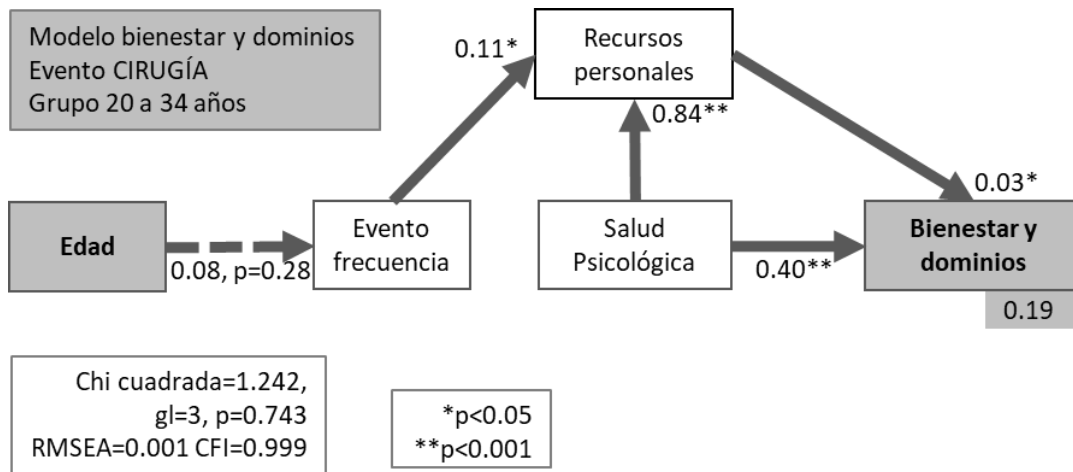 Modelo bienestar y dominios
Evento CIRUGÍA
Grupo 20 a 34 años
0.11*
Recursos
personales
0.84**
0.03*
Edad
0.08, p=0.28
Evento
frecuencia
Salud
Psicológica
0.40**
Bienestar y
dominios
0.19
Chi cuadrada=1.242,
gl=3, p=0.743
RMSEA=0.001 CFI=0.999
*p<0.05
**p<0.001